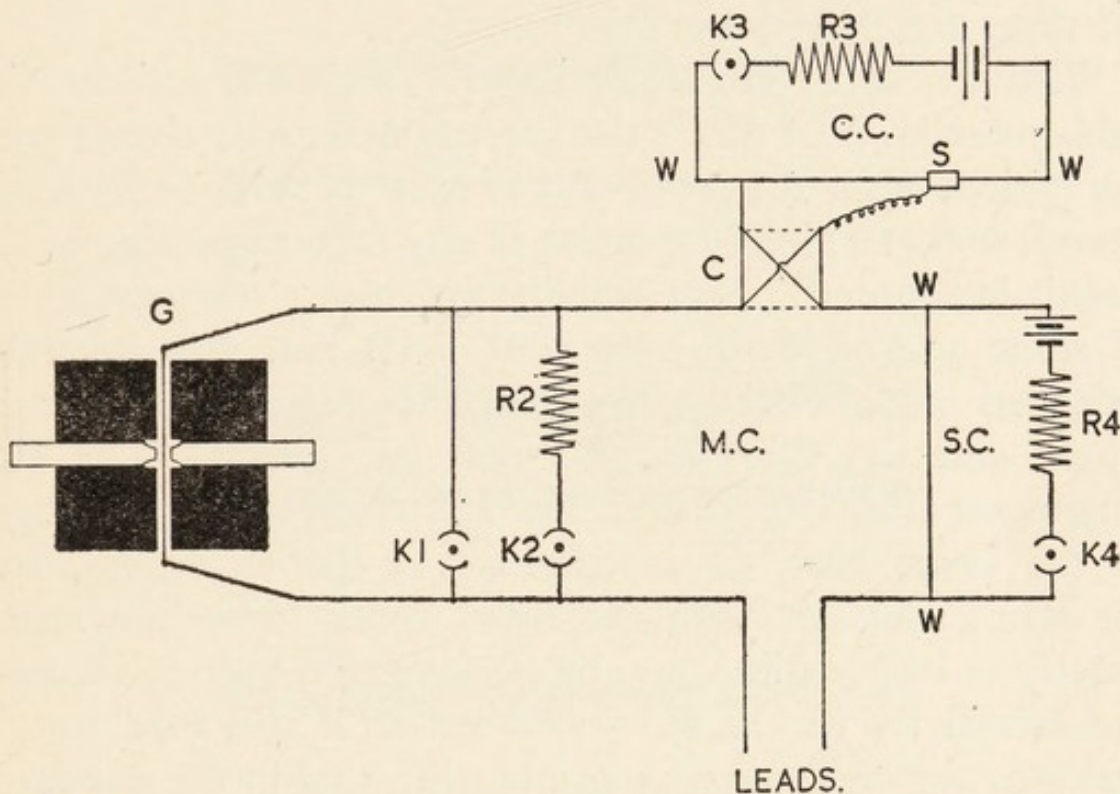 K3 R3
C.C.
W S W
C W
G
R2 M.C. S.C. R4
K1 K2 K4
W
LEADS.